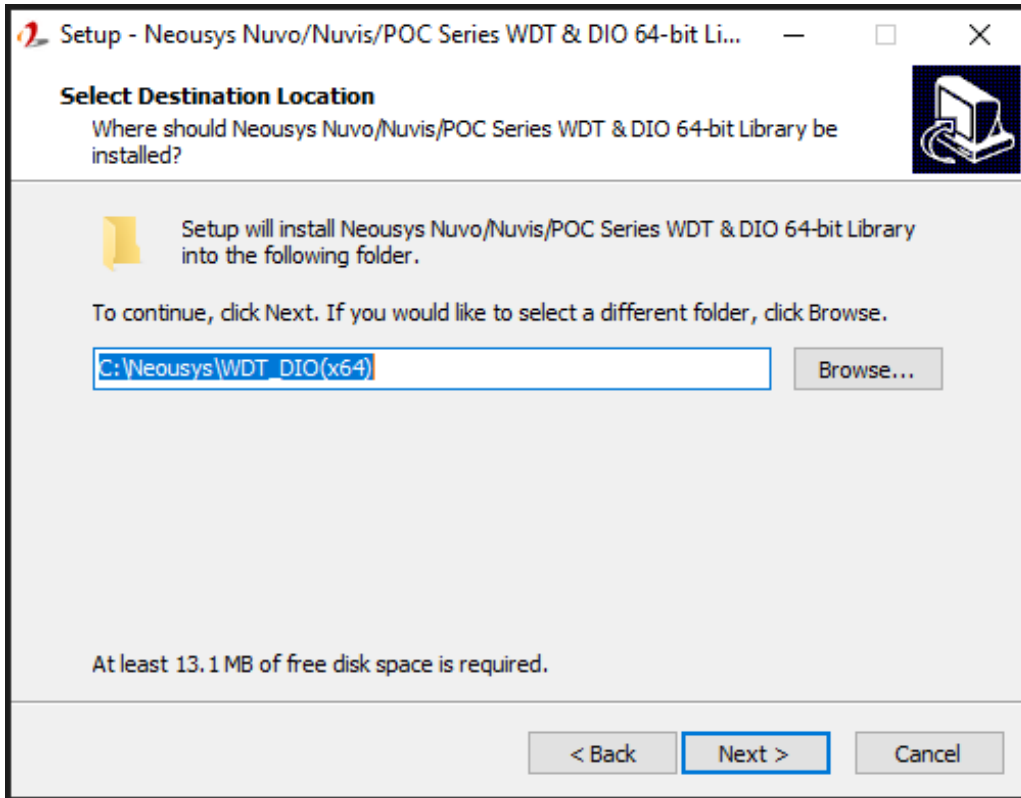 Setup - Neousys Nuvo/Nuvis/POC Series WDT & DIO 64-bit Li...
Select Destination Location
Where should Neousys Nuvo/Nuvis/POC Series WDT & DIO 64-bit Library be
installed?
Setup will install Neousys Nuvo/Nuvis/POC Series WDT & DIO 64-bit Library
into the following folder.
To continue, click Next. If you would like to select a different folder, click Browse.
C:\Neousys\WDT_DIO(x64)
Browse...
At least 13.1 MB of free disk space is required.
< Back
Next >
Cancel